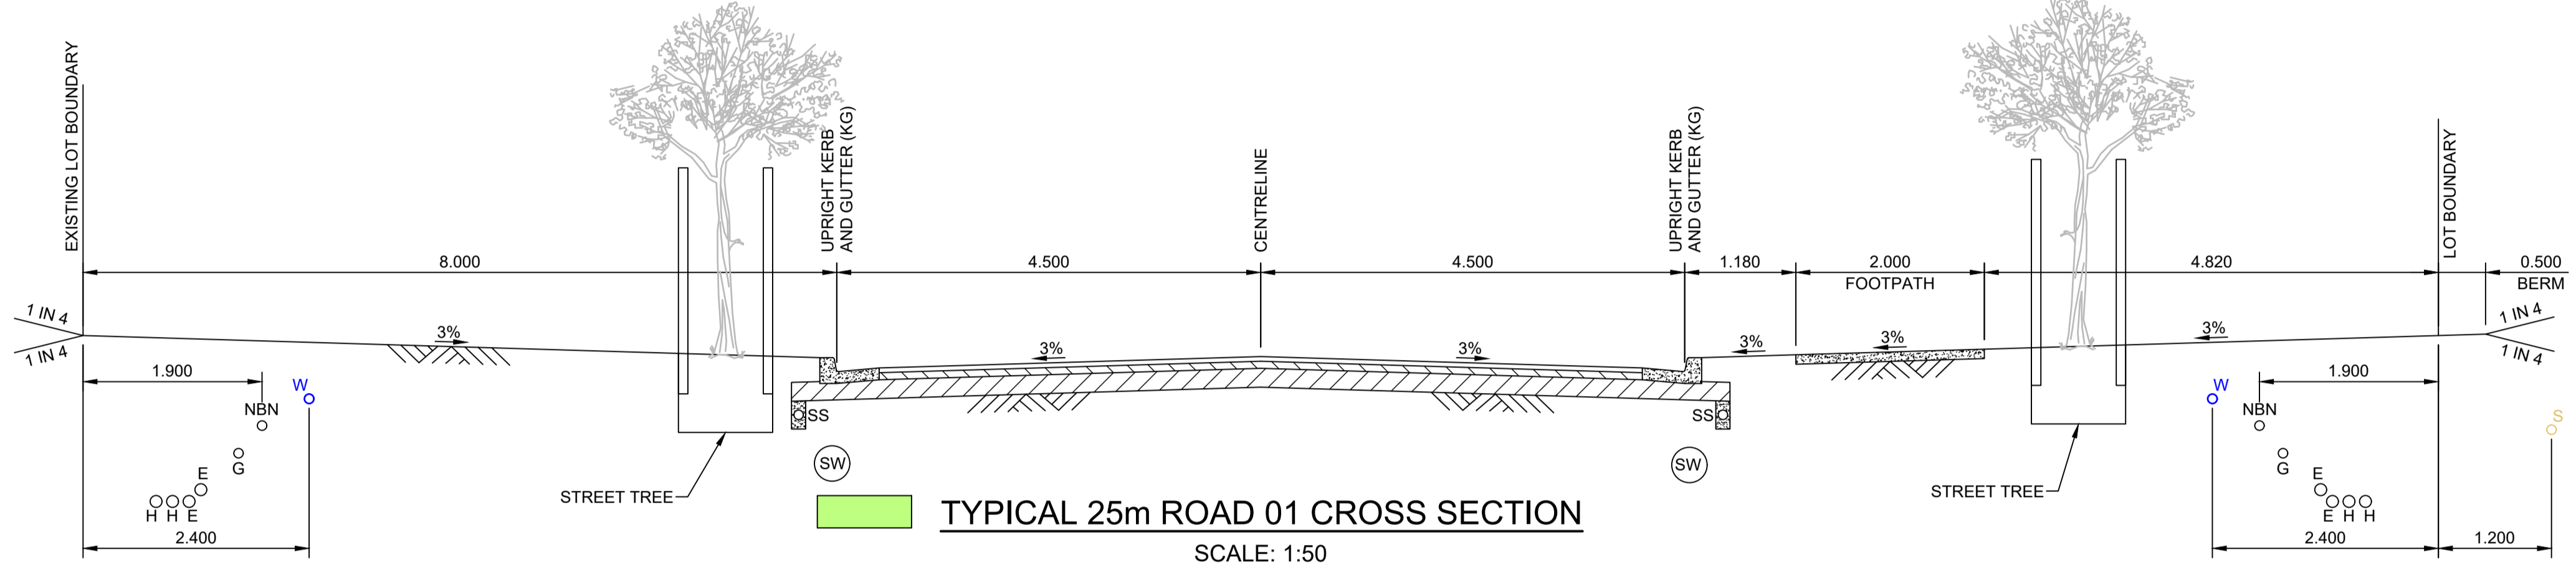 EXISTING LOT BOUNDARY
UPRIGHT KERB
AND GUTTER (KG)
CENTRELINE
UPRIGHT KERB
AND GUTTER (KG)
LOT BOUNDARY
8.000
4.500
4.500
1.180
2.000
FOOTPATH
4.820
0.500
BERM
1 IN 4
1 IN 4
3%
3%
3%
3%
3%
3%
1 IN 4
1 IN 4
1.900
W
NBN
G
E
H H E
2.400
SS
SW
STREET TREE
SS
SW
STREET TREE
1.900
W
NBN
G
E
E H H
2.400
S
1.200
TYPICAL 25m ROAD 01 CROSS SECTION
SCALE: 1:50